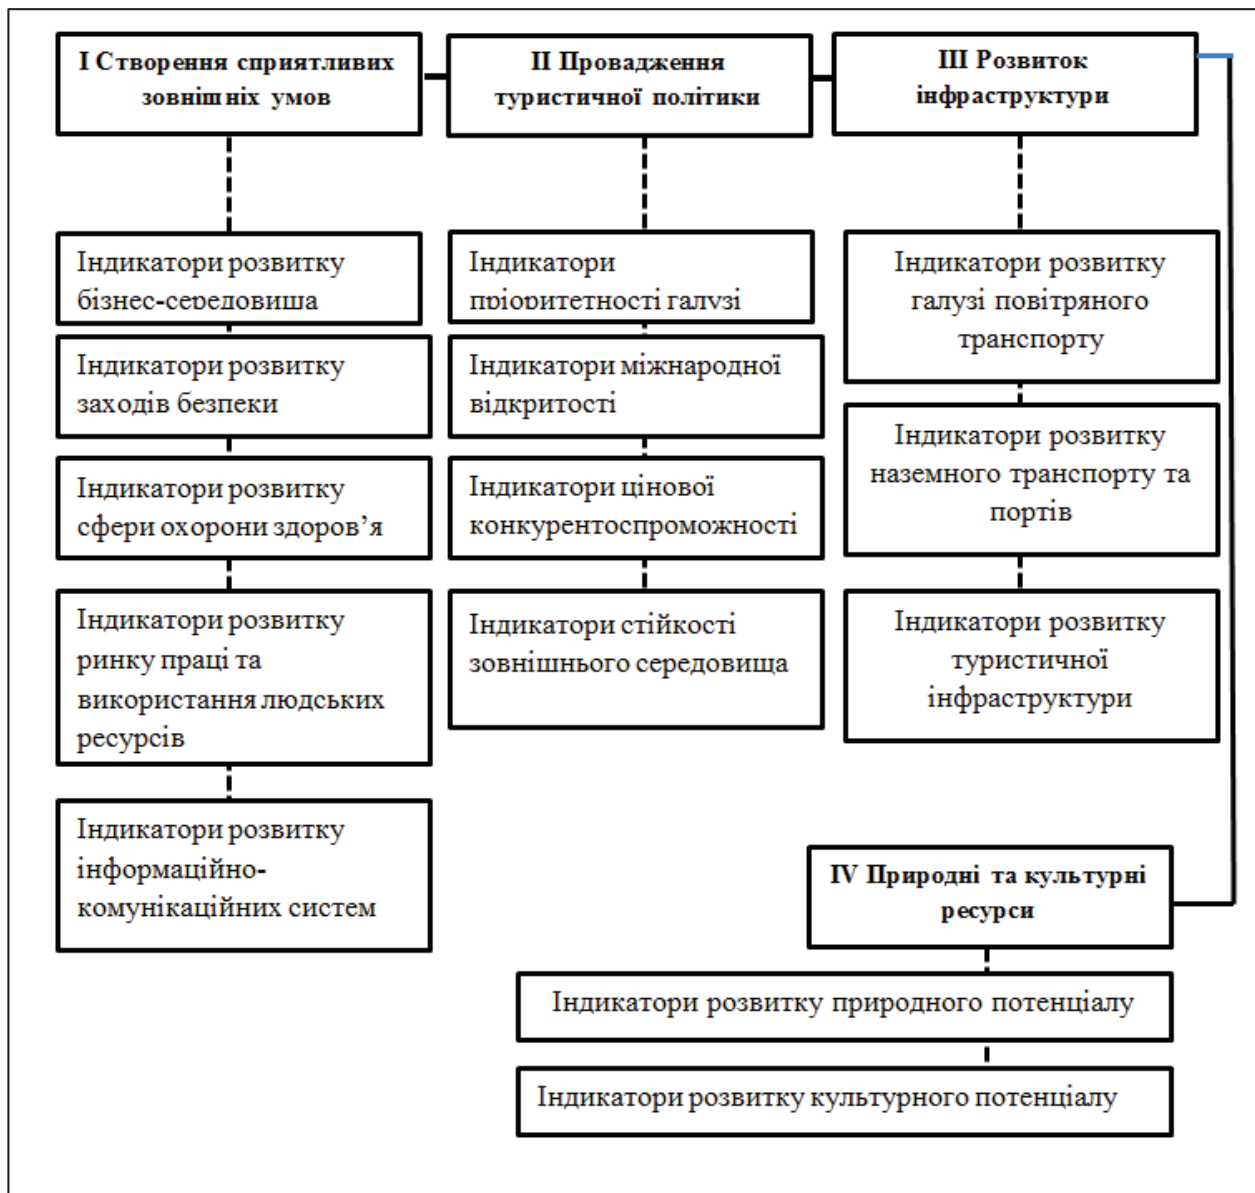 І Створення сприятливих
зовнішніх умов
ІІ Провадження
туристичної політики
ІІІ Розвиток
інфраструктури
Індикатори розвитку
бізнес-середовища
Індикатори розвитку
заходів безпеки
Індикатори розвитку
сфери охорони здоров’я
Індикатори розвитку
ринку праці та
використання людських
ресурсів
Індикатори розвитку
інформаційно-
комунікаційних систем
Індикатори
пріоритетності галузі
Індикатори міжнародної
відкритості
Індикатори цінової
конкурентоспроможності
Індикатори стійкості
зовнішнього середовища
Індикатори розвитку
галузі повітряного
транспорту
Індикатори розвитку
наземного транспорту та
портів
Індикатори розвитку
туристичної
інфраструктури
IV Природні та культурні
ресурси
Індикатори розвитку природного потенціалу
Індикатори розвитку культурного потенціалу